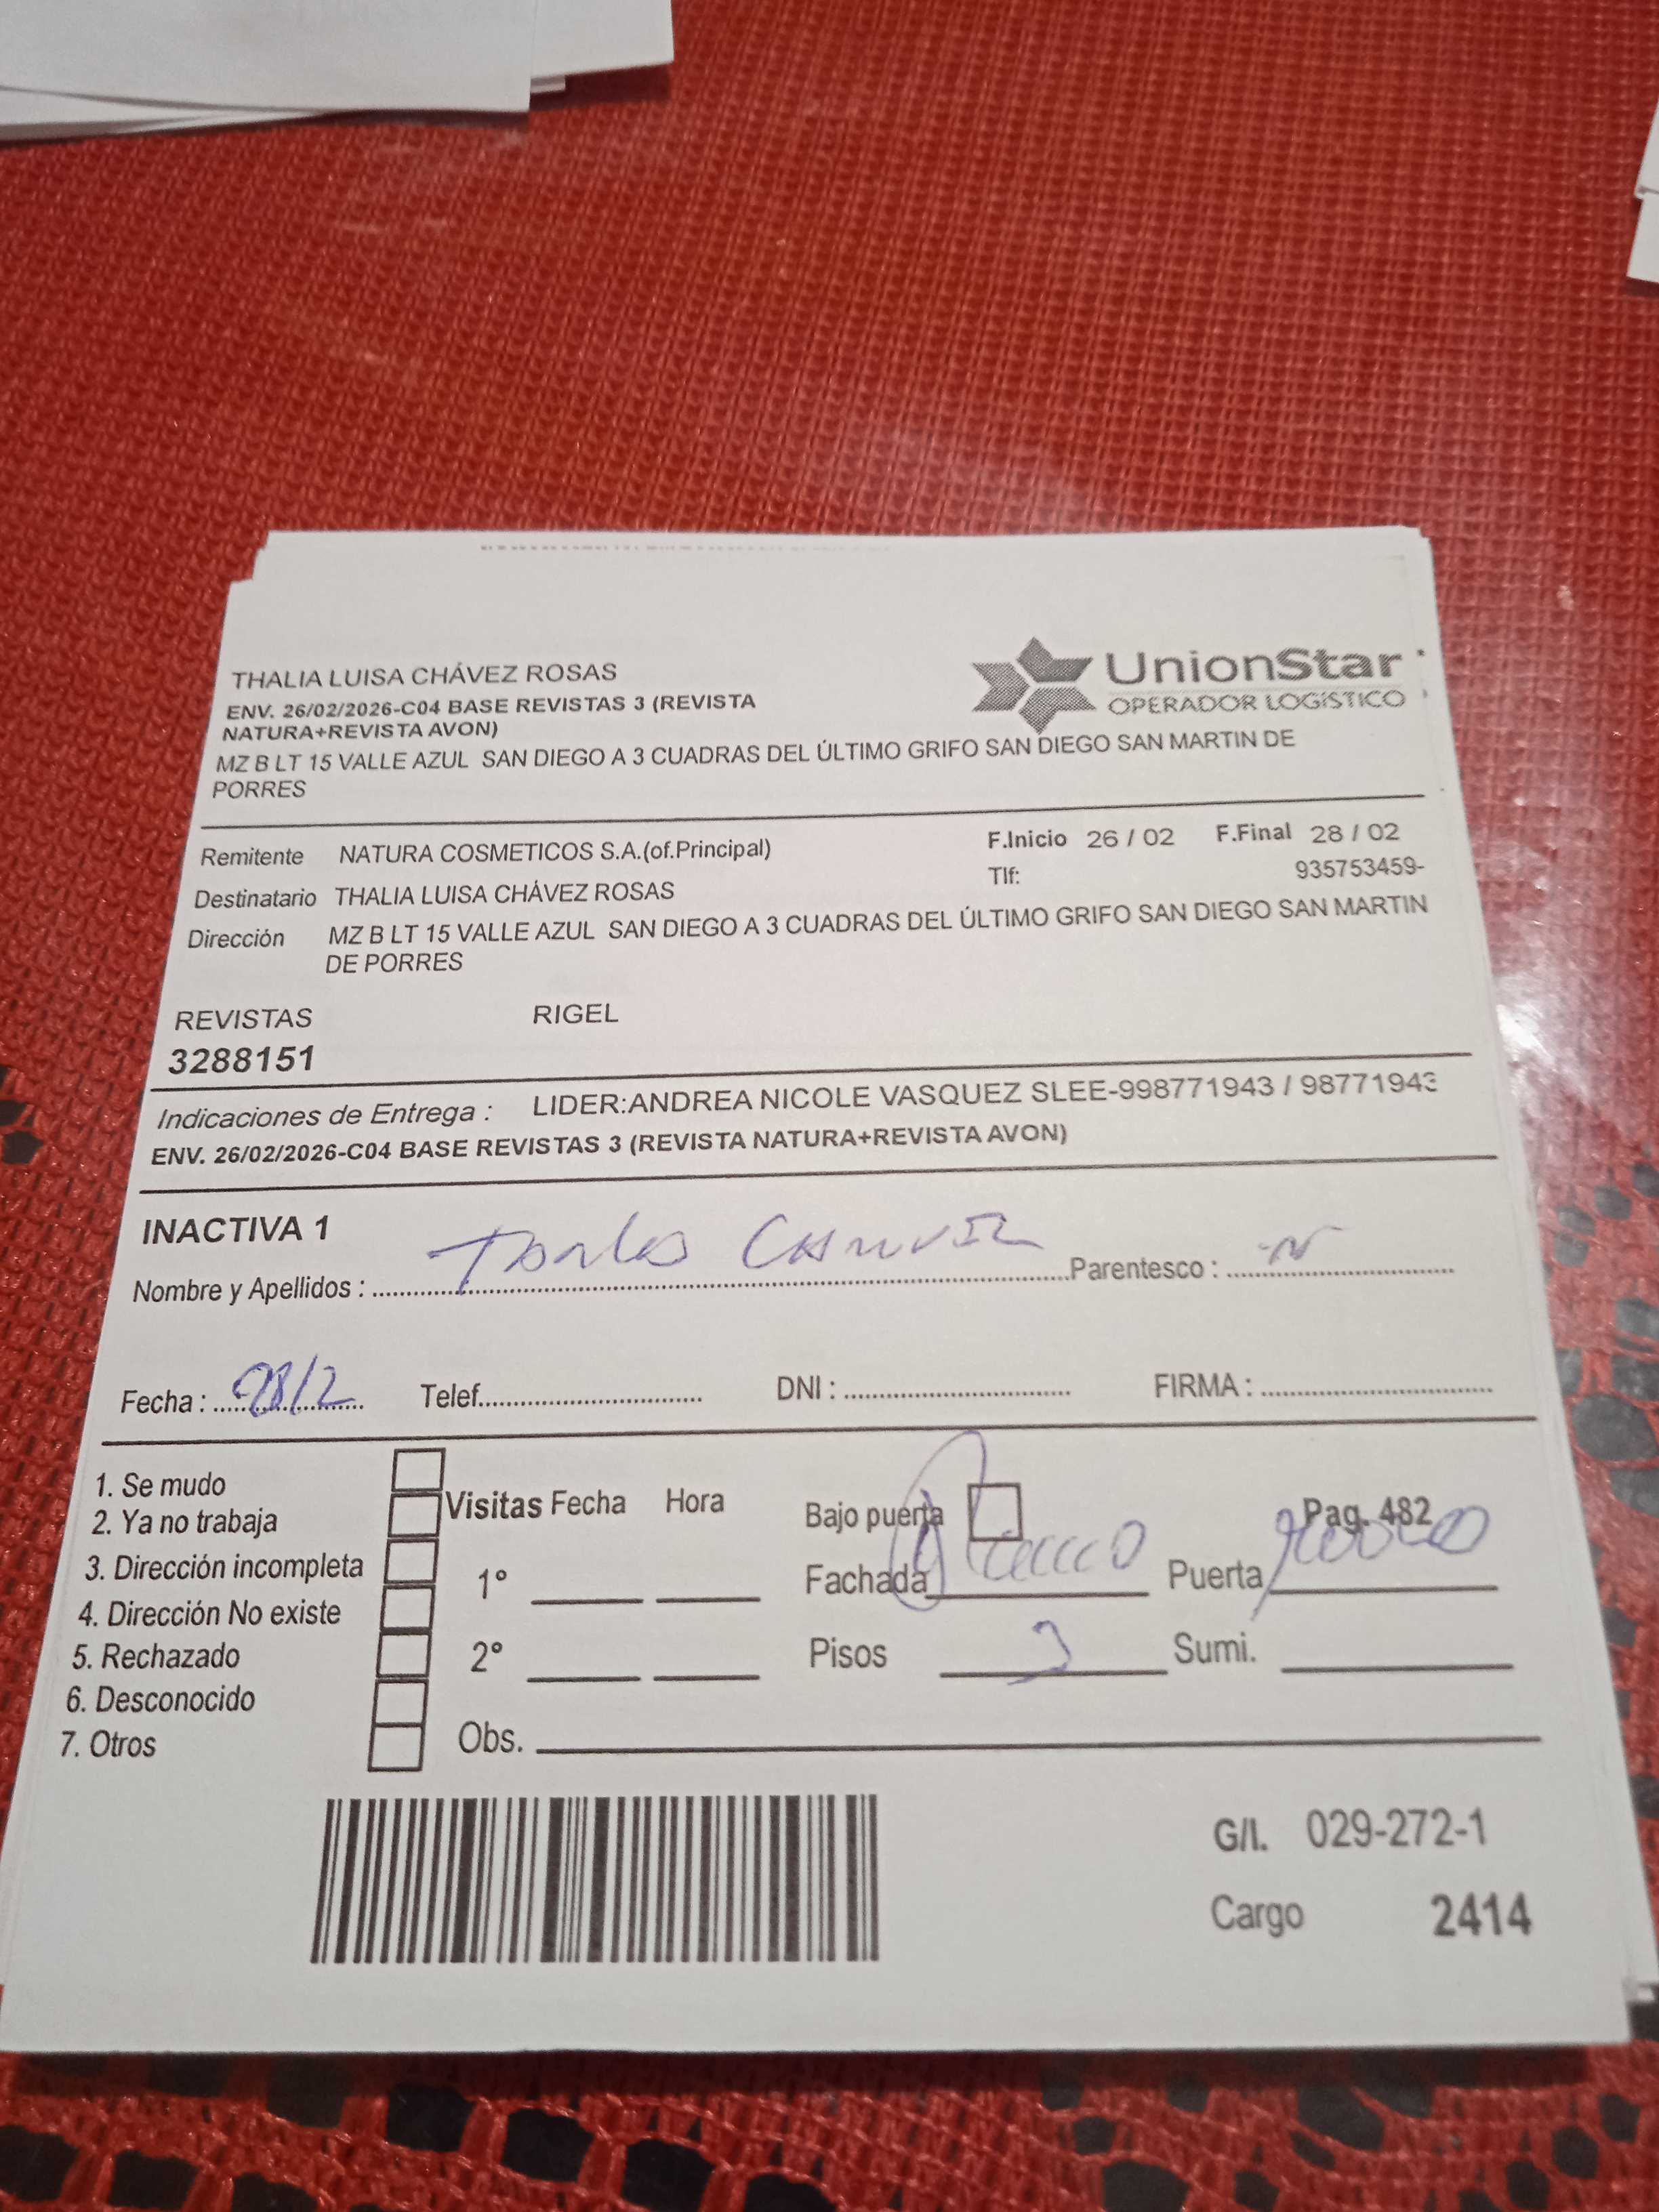 THALIA LUISA CHÁVEZ ROSAS
ENV. 26/02/2026-C04 BASE REVISTAS 3 (REVISTA
NATURA+REVISTA AVON)
MZ B LT 15 VALLE AZUL SAN DIEGO A 3 CUADRAS DEL ÚLTIMO GRIFO SAN DIEGO SAN MARTIN DE
PORRES
UnionStar
OPERADOR LOGÍSTICO
Remitente NATURA COSMETICOS S.A.(of.Principal)
F.Inicio 26 / 02 F.Final 28 / 02
Tlf: 935753459-
Destinatario THALIA LUISA CHÁVEZ ROSAS
Dirección MZ B LT 15 VALLE AZUL SAN DIEGO A 3 CUADRAS DEL ÚLTIMO GRIFO SAN DIEGO SAN MARTIN
DE PORRES
REVISTAS RIGEL
3288151
Indicaciones de Entrega : LIDER:ANDREA NICOLE VASQUEZ SLEE-998771943 / 98771943
ENV. 26/02/2026-C04 BASE REVISTAS 3 (REVISTA NATURA+REVISTA AVON)
INACTIVA 1
Nombre y Apellidos : Parentesco :
Fecha : 28/2 Telef. DNI : FIRMA :
1. Se mudo
2. Ya no trabaja
3. Dirección incompleta
4. Dirección No existe
5. Rechazado
6. Desconocido
7. Otros
Visitas Fecha Hora
1°
2°
Obs.
Bajo puerta Pag. 482
Fachada Puerta
Pisos 3 Sumi.
G/I. 029-272-1
Cargo 2414